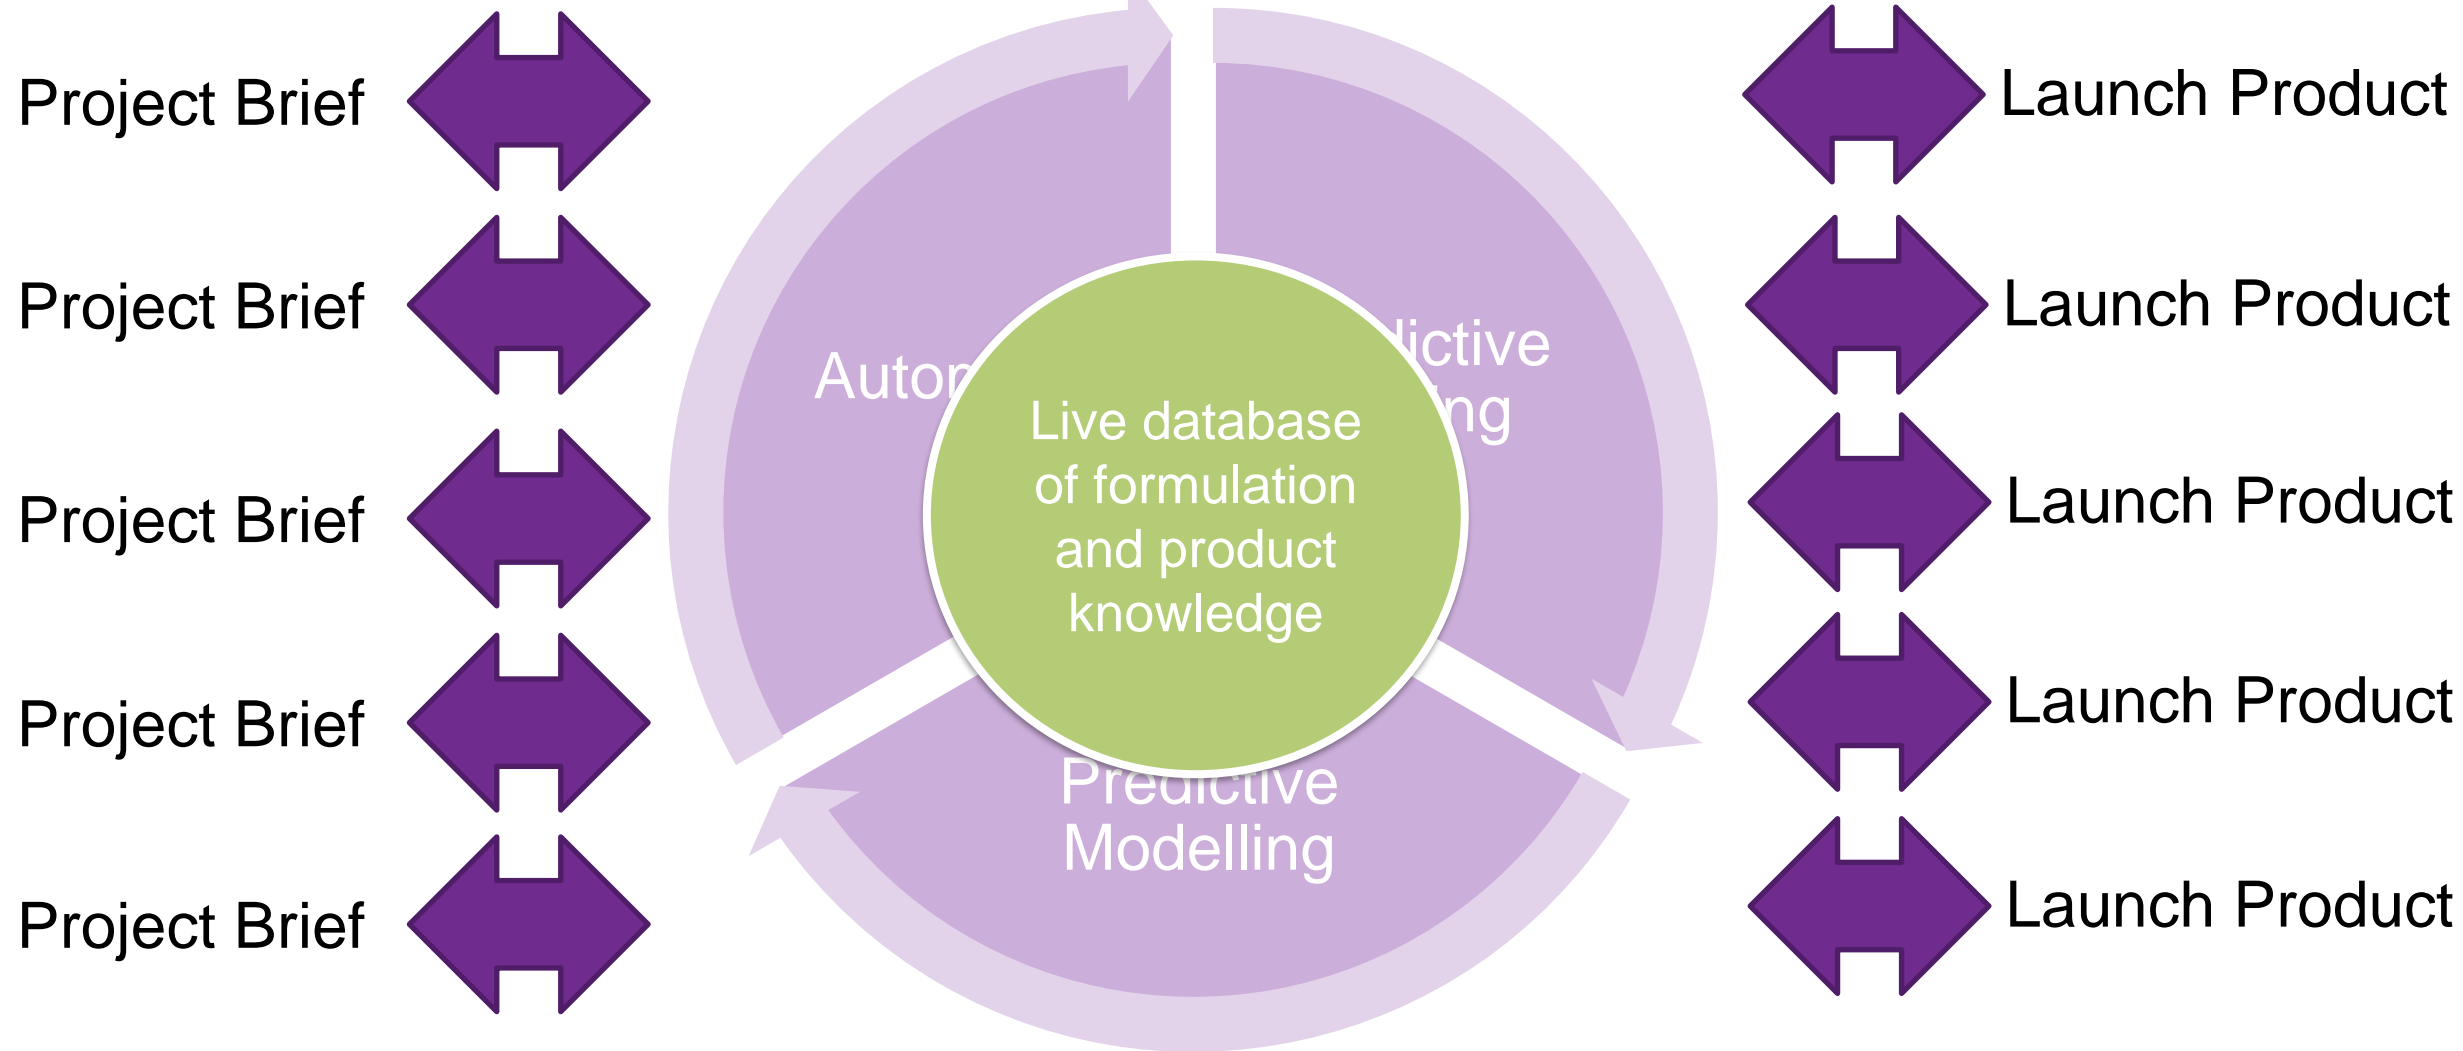 Project Brief
Project Brief
Project Brief
Project Brief
Project Brief
Live database
of formulation
and product
knowledge
Predictive
Modelling
Launch Product
Launch Product
Launch Product
Launch Product
Launch Product